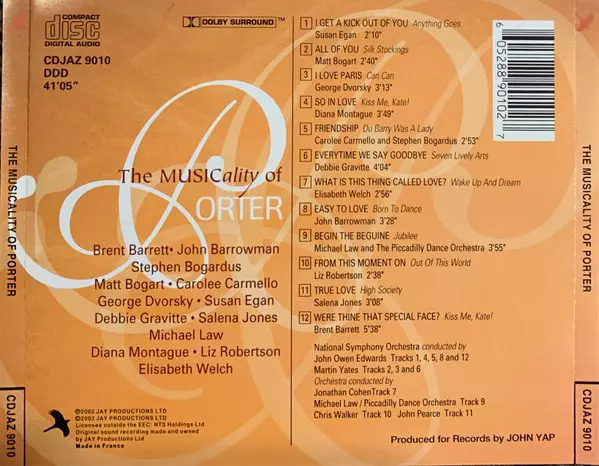 COMPACT
disc
DIGITAL AUDIO
DOLBY SURROUND™
CDJAZ 9010
DDD
41'05"
The MUSICality of
PORTER
Brent Barrett • John Barrowman
Stephen Bogardus
Matt Bogart • Carolee Carmello
George Dvorsky • Susan Egan
Debbie Gravitte • Salena Jones
Michael Law
Diana Montague • Liz Robertson
Elisabeth Welch
©2002 JAY PRODUCTIONS LTD
℗2002 JAY PRODUCTIONS LTD
Licensed outside the EEC: NTS Holdings Ltd
Original sound recording made and owned
by JAY Productions Ltd
Made in France
1 I GET A KICK OUT OF YOU Anything Goes
Susan Egan 2'10"
2 ALL OF YOU Silk Stockings
Matt Bogart 2'40"
3 I LOVE PARIS Can Can
George Dvorsky 3'13"
4 SO IN LOVE Kiss Me, Kate!
Diana Montague 3'49"
5 FRIENDSHIP Du Barry Was A Lady
Carolee Carmello and Stephen Bogardus 2'53"
6 EVERYTIME WE SAY GOODBYE Seven Lively Arts
Debbie Gravitte 4'04"
7 WHAT IS THIS THING CALLED LOVE? Wake Up And Dream
Elisabeth Welch 2'56"
8 EASY TO LOVE Born To Dance
John Barrowman 3'28"
9 BEGIN THE BEGUINE Jubilee
Michael Law and The Piccadilly Dance Orchestra 3'55"
10 FROM THIS MOMENT ON Out Of This World
Liz Robertson 2'38"
11 TRUE LOVE High Society
Salena Jones 3'08"
12 WERE THINE THAT SPECIAL FACE? Kiss Me, Kate!
Brent Barrett 5'38"
National Symphony Orchestra conducted by
John Owen Edwards Tracks 1, 4, 5, 8 and 12
Martin Yates Tracks 2, 3 and 6
Orchestra conducted by
Jonathan CohenTrack 7
Michael Law / Piccadilly Dance Orchestra Track 9
Chris Walker Track 10 John Pearce Track 11
Produced for Records by JOHN YAP
6 05288 90102 7
THE MUSICALITY OF PORTER
CDJAZ 9010
THE MUSICALITY OF PORTER
CDJAZ 9010